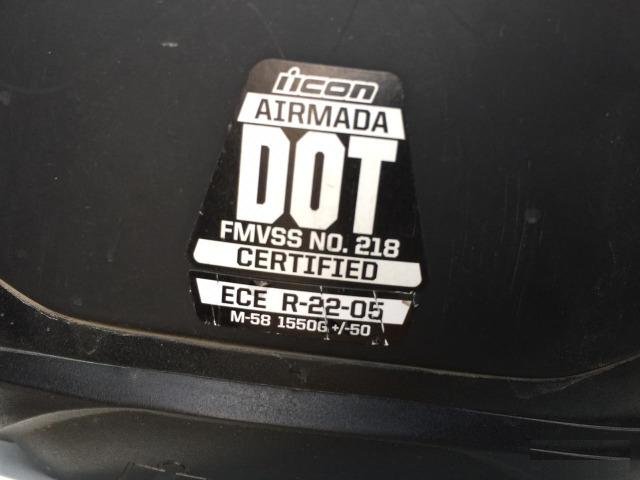 icon
AIRMADA
DOT
FMVSS NO. 218
CERTIFIED
ECE R-22-05
M-58 1550G +/-50